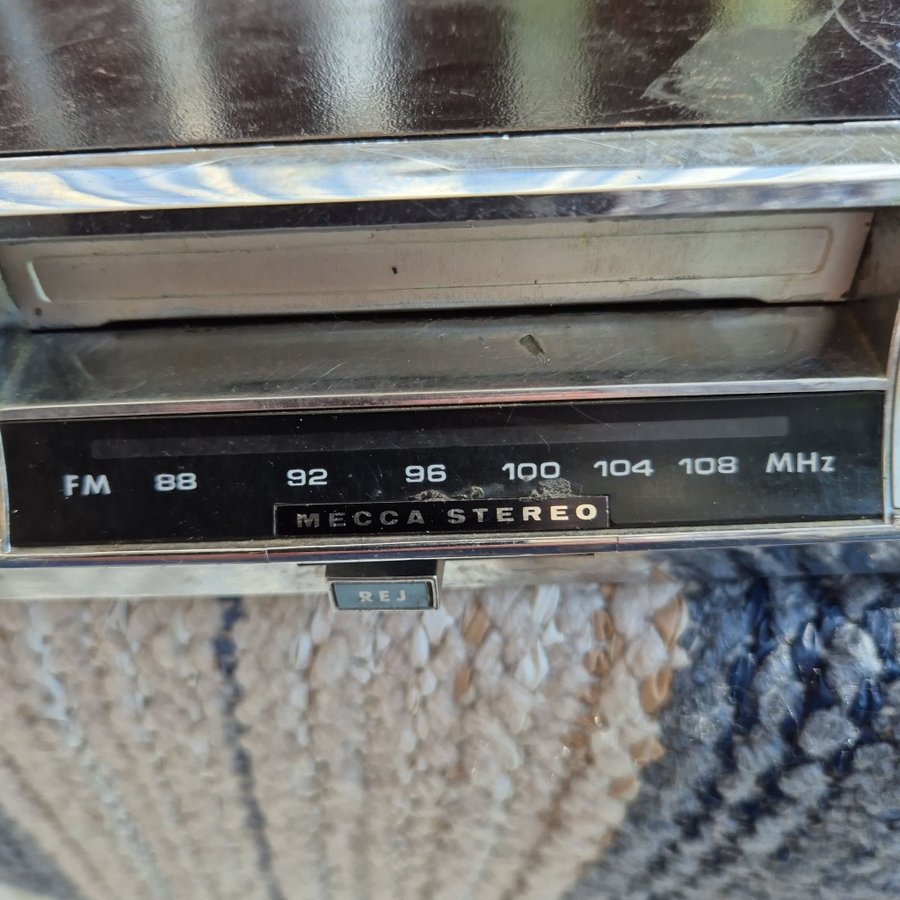 FM 88 92 96 100 104 108 MHz
MECCA STEREO
REJ